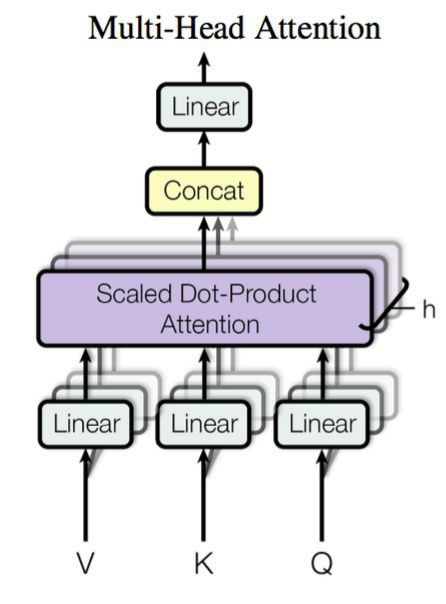 Multi-Head Attention
Linear
Concat
Scaled Dot-Product
Attention
h
Linear
Linear
Linear
V
K
Q